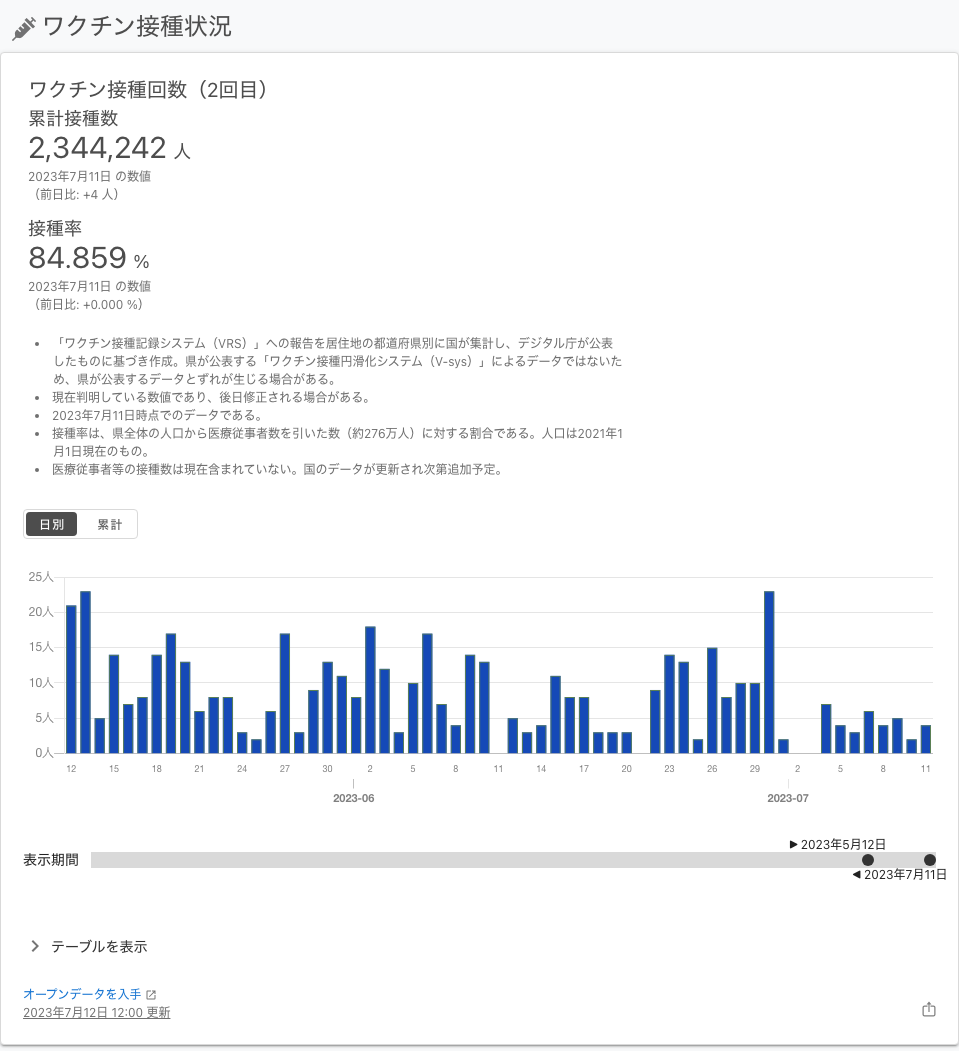 ワクチン接種状況
ワクチン接種回数（2回目）
累計接種数
2,344,242 人
2023年7月11日 の数値
（前日比: +4 人）
接種率
84.859 %
2023年7月11日 の数値
（前日比: +0.000 %）
• 「ワクチン接種記録システム（VRS）」への報告を居住地の都道府県別に国が集計し、デジタル庁が公表
したものに基づき作成。県が公表する「ワクチン接種円滑化システム（V-sys）」によるデータではないた
め、県が公表するデータとずれが生じる場合がある。
• 現在判明している数値であり、後日修正される場合がある。
• 2023年7月11日時点でのデータである。
• 接種率は、県全体の人口から医療従事者数を引いた数（約276万人）に対する割合である。人口は2021年1
月1日現在のもの。
• 医療従事者等の接種数は現在含まれていない。国のデータが更新され次第追加予定。
日別 累計
25人
20人
15人
10人
5人
0人
12 15 18 21 24 27 30 2 5 8 11 14 17 20 23 26 29 2 5 8 11
2023-06 2023-07
▶ 2023年5月12日
表示期間
◀ 2023年7月11日
テーブルを表示
オープンデータを入手
2023年7月12日 12:00 更新